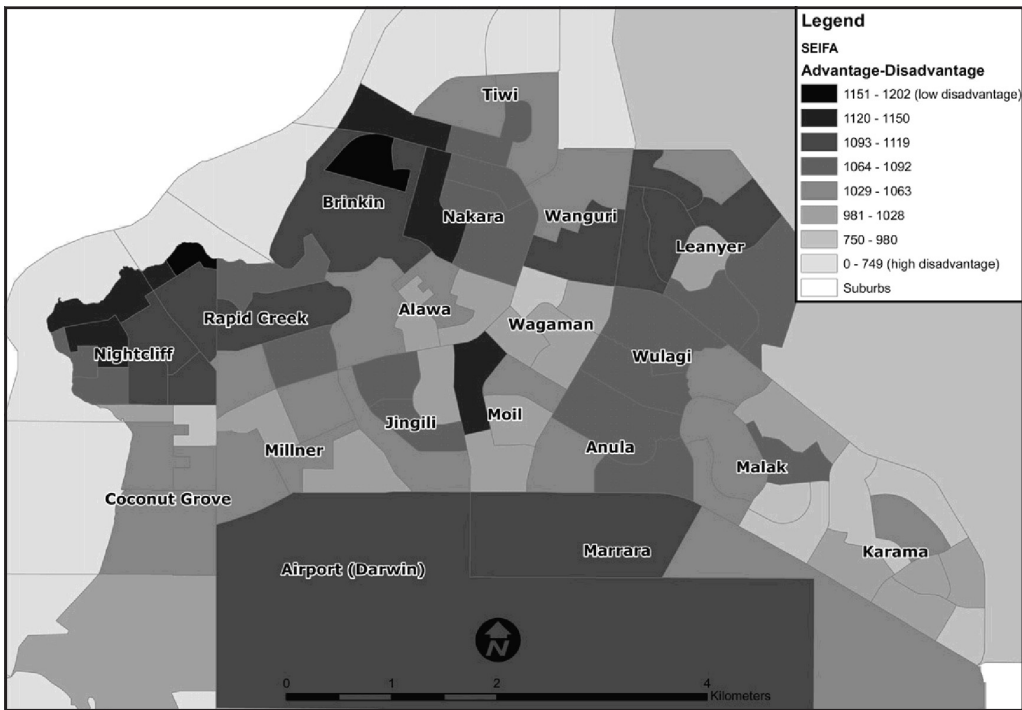 Legend
SEIFA
Advantage-Disadvantage
1151 - 1202 (low disadvantage)
1120 - 1150
1093 - 1119
1064 - 1092
1029 - 1063
981 - 1028
750 - 980
0 - 749 (high disadvantage)
Suburbs
Tiwi
Brinkin
Nakara
Wanguri
Leanyer
Rapid Creek
Alawa
Wagaman
Nightcliff
Wulagi
Jingili
Moil
Millner
Anula
Malak
Coconut Grove
Marrara
Karama
Airport (Darwin)
N
0 1 2 4
Kilometers